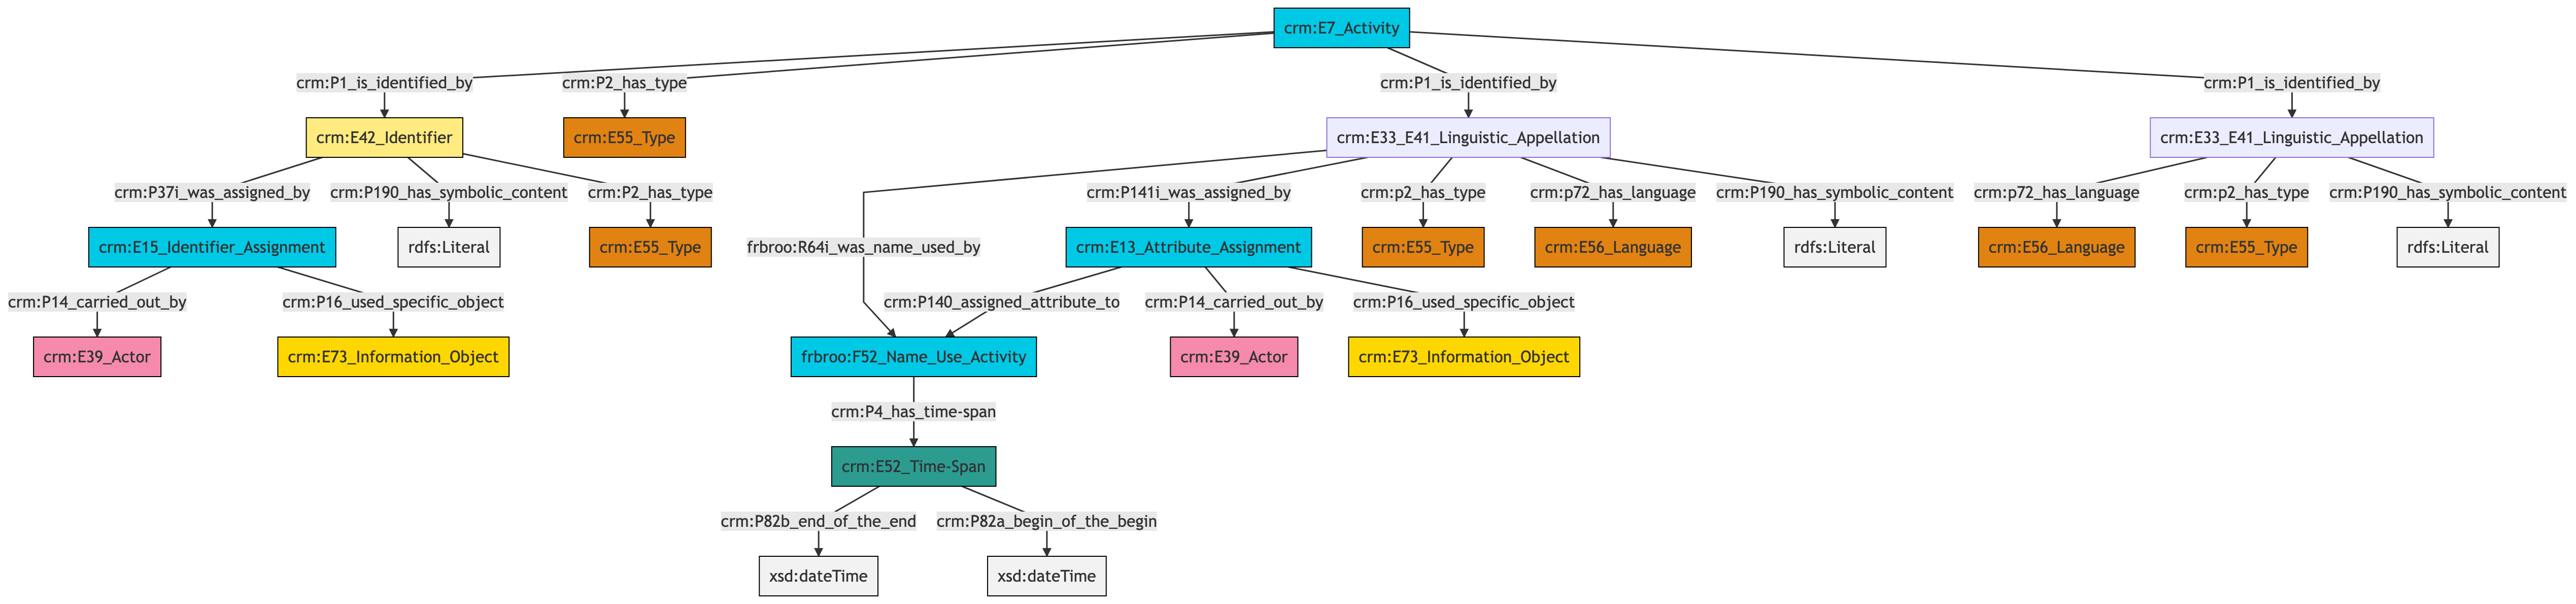 crm:E7_Activity
crm:P1_is_identified_by
crm:P2_has_type
crm:P1_is_identified_by
crm:P1_is_identified_by
crm:E42_Identifier
crm:E55_Type
crm:E33_E41_Linguistic_Appellation
crm:E33_E41_Linguistic_Appellation
crm:P37i_was_assigned_by
crm:P190_has_symbolic_content
crm:P2_has_type
crm:P141i_was_assigned_by
crm:p2_has_type
crm:p72_has_language
crm:P190_has_symbolic_content
crm:p72_has_language
crm:p2_has_type
crm:P190_has_symbolic_content
crm:E15_Identifier_Assignment
rdfs:Literal
crm:E55_Type
frbroo:R64i_was_name_used_by
crm:E13_Attribute_Assignment
crm:E55_Type
crm:E56_Language
rdfs:Literal
crm:E56_Language
crm:E55_Type
rdfs:Literal
crm:P14_carried_out_by
crm:P16_used_specific_object
crm:P140_assigned_attribute_to
crm:P14_carried_out_by
crm:P16_used_specific_object
crm:E39_Actor
crm:E73_Information_Object
frbroo:F52_Name_Use_Activity
crm:E39_Actor
crm:E73_Information_Object
crm:P4_has_time-span
crm:E52_Time-Span
crm:P82b_end_of_the_end
crm:P82a_begin_of_the_begin
xsd:dateTime
xsd:dateTime